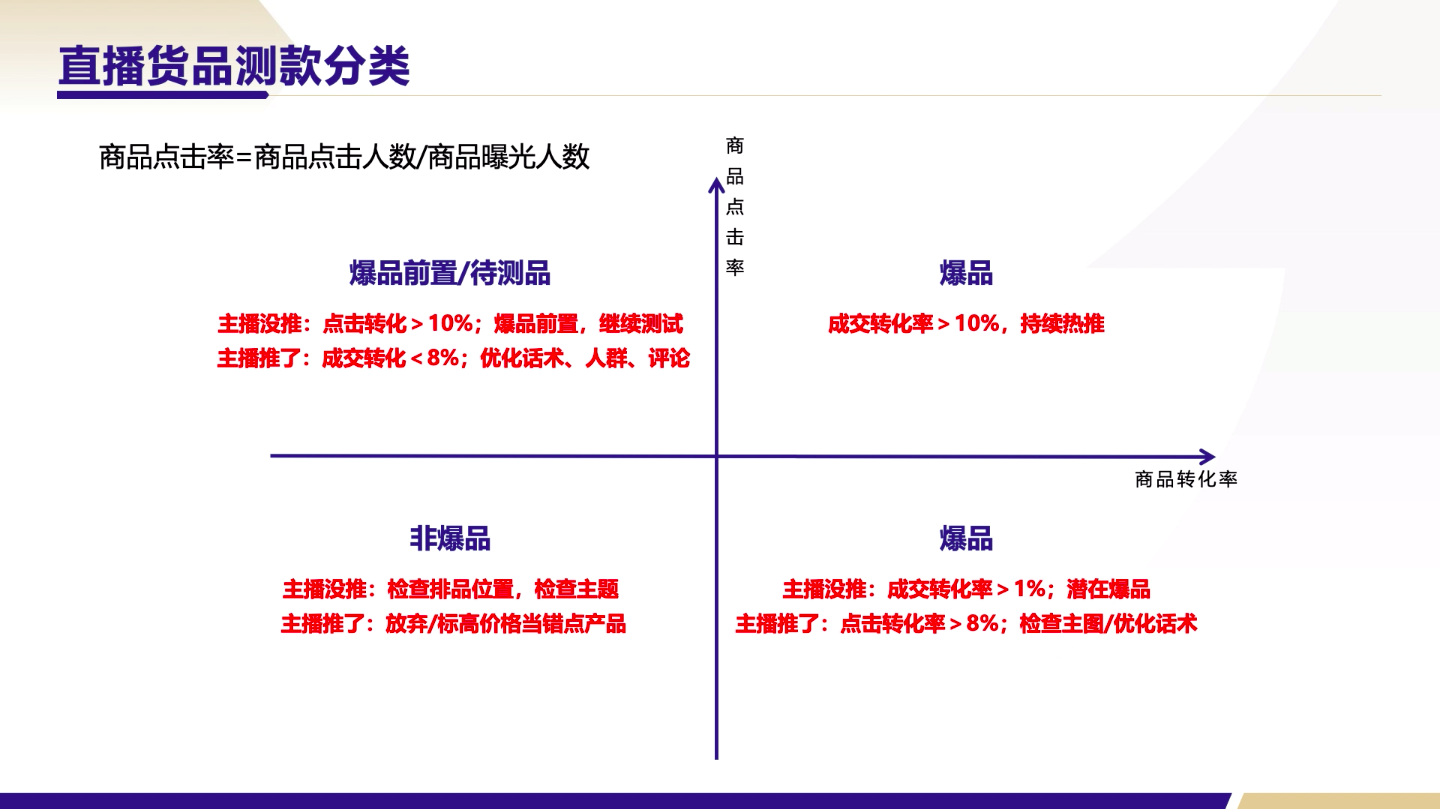 直播货品测款分类
商品点击率=商品点击人数/商品曝光人数
商品点击率
爆品前置/待测品
主播没推：点击转化＞10%；爆品前置，继续测试
主播推了：成交转化＜8%；优化话术、人群、评论
爆品
成交转化率＞10%，持续热推
商品转化率
非爆品
主播没推：检查排品位置，检查主题
主播推了：放弃/标高价格当错点产品
爆品
主播没推：成交转化率＞1%；潜在爆品
主播推了：点击转化率＞8%；检查主图/优化话术